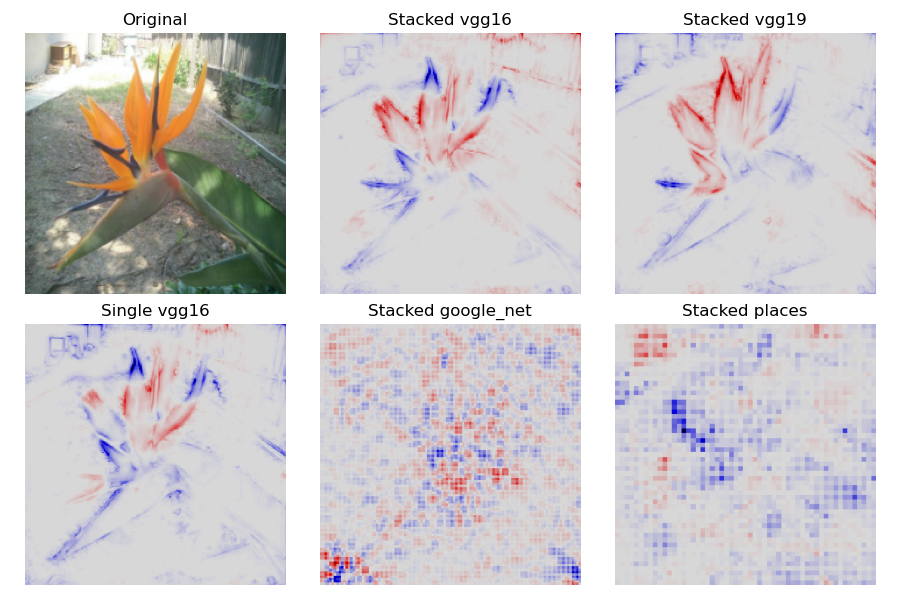 Original
Stacked vgg16
Stacked vgg19
Single vgg16
Stacked google_net
Stacked places